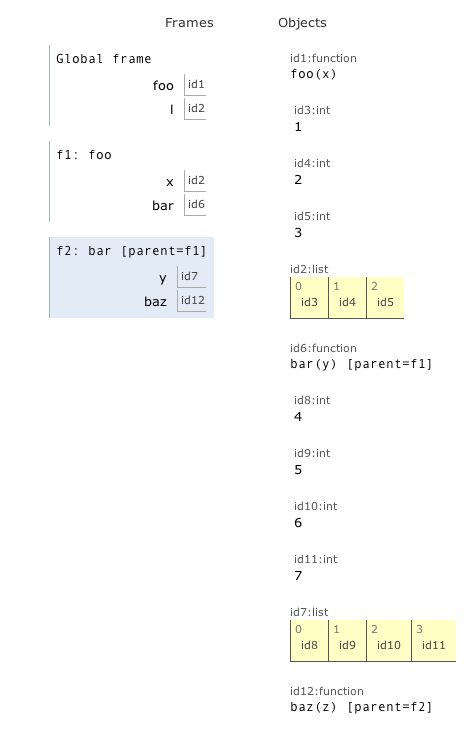 Frames
Objects
Global frame
foo id1
l id2
f1: foo
x id2
bar id6
f2: bar [parent=f1]
y id7
baz id12
id1:function
foo(x)
id3:int
1
id4:int
2
id5:int
3
id2:list
0 1 2
id3 id4 id5
id6:function
bar(y) [parent=f1]
id8:int
4
id9:int
5
id10:int
6
id11:int
7
id7:list
0 1 2 3
id8 id9 id10 id11
id12:function
baz(z) [parent=f2]